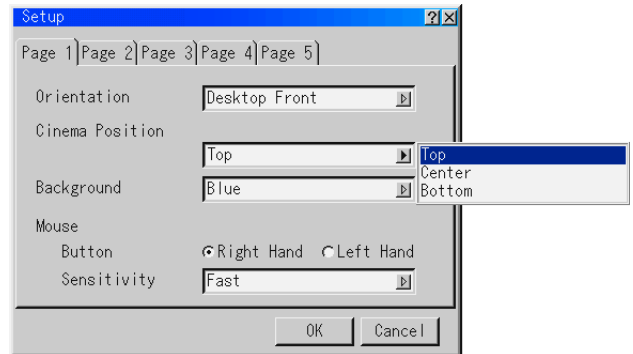 Setup
Page 1 Page 2 Page 3 Page 4 Page 5
Orientation Desktop Front
Cinema Position
Top
Top
Center
Bottom
Background Blue
Mouse
Button Right Hand Left Hand
Sensitivity Fast
OK Cancel